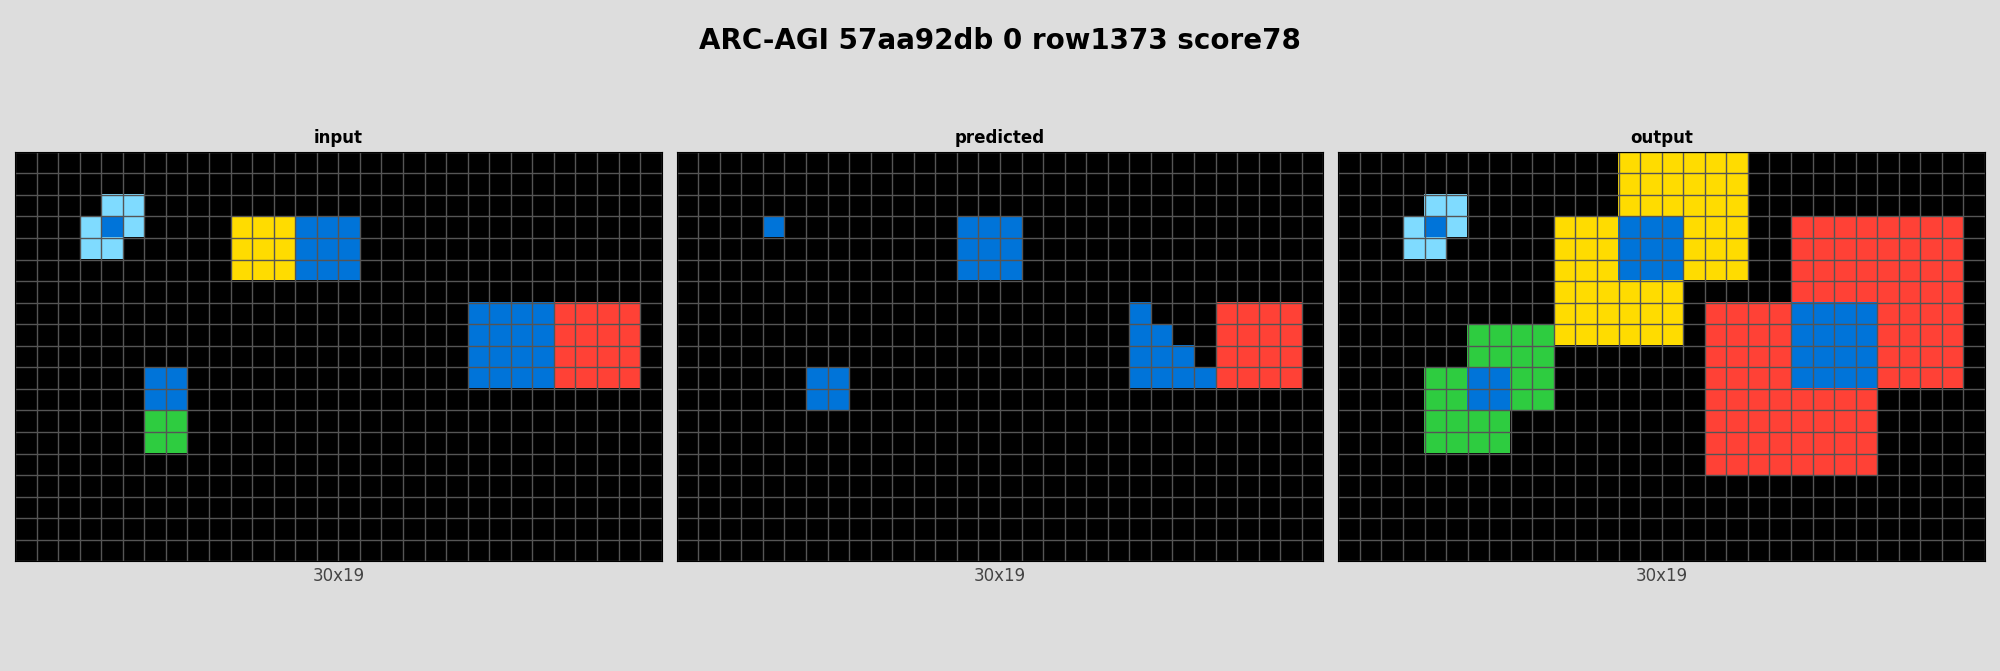 ARC-AGI 57aa92db 0 row1373 score78
input
predicted
output
30x19
30x19
30x19